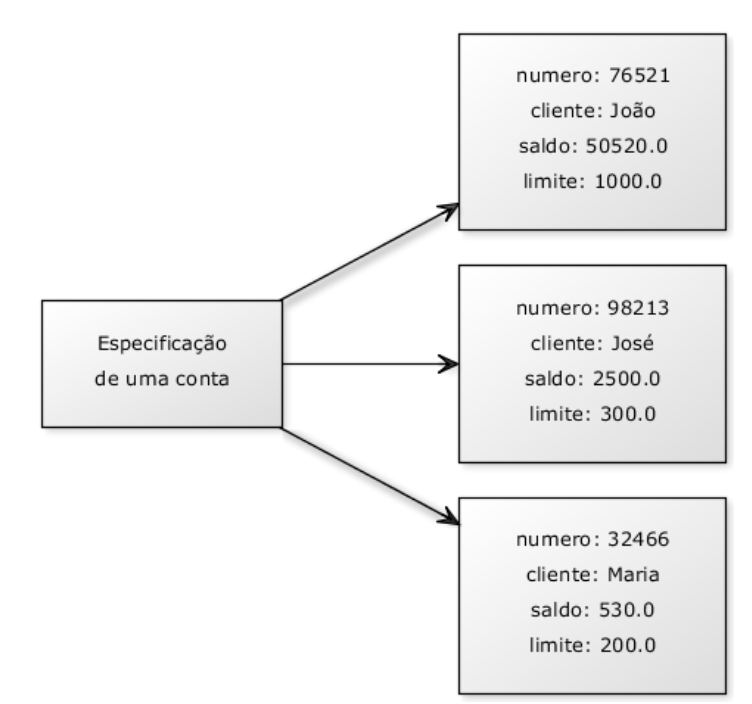 numero: 76521
cliente: João
saldo: 50520.0
limite: 1000.0
Especificação
de uma conta
numero: 98213
cliente: José
saldo: 2500.0
limite: 300.0
numero: 32466
cliente: Maria
saldo: 530.0
limite: 200.0